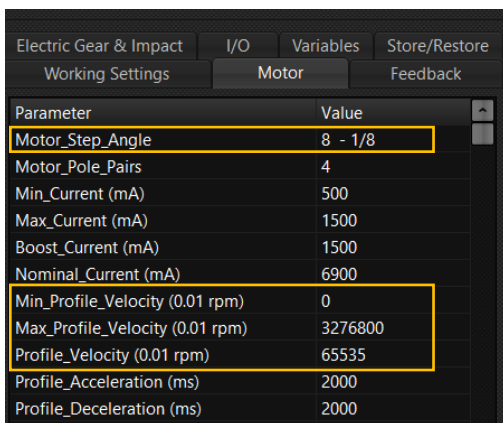 Electric Gear & Impact I/O Variables Store/Restore
Working Settings Motor Feedback
Parameter Value
Motor_Step_Angle 8 - 1/8
Motor_Pole_Pairs 4
Min_Current (mA) 500
Max_Current (mA) 1500
Boost_Current (mA) 1500
Nominal_Current (mA) 6900
Min_Profile_Velocity (0.01 rpm) 0
Max_Profile_Velocity (0.01 rpm) 3276800
Profile_Velocity (0.01 rpm) 65535
Profile_Acceleration (ms) 2000
Profile_Deceleration (ms) 2000